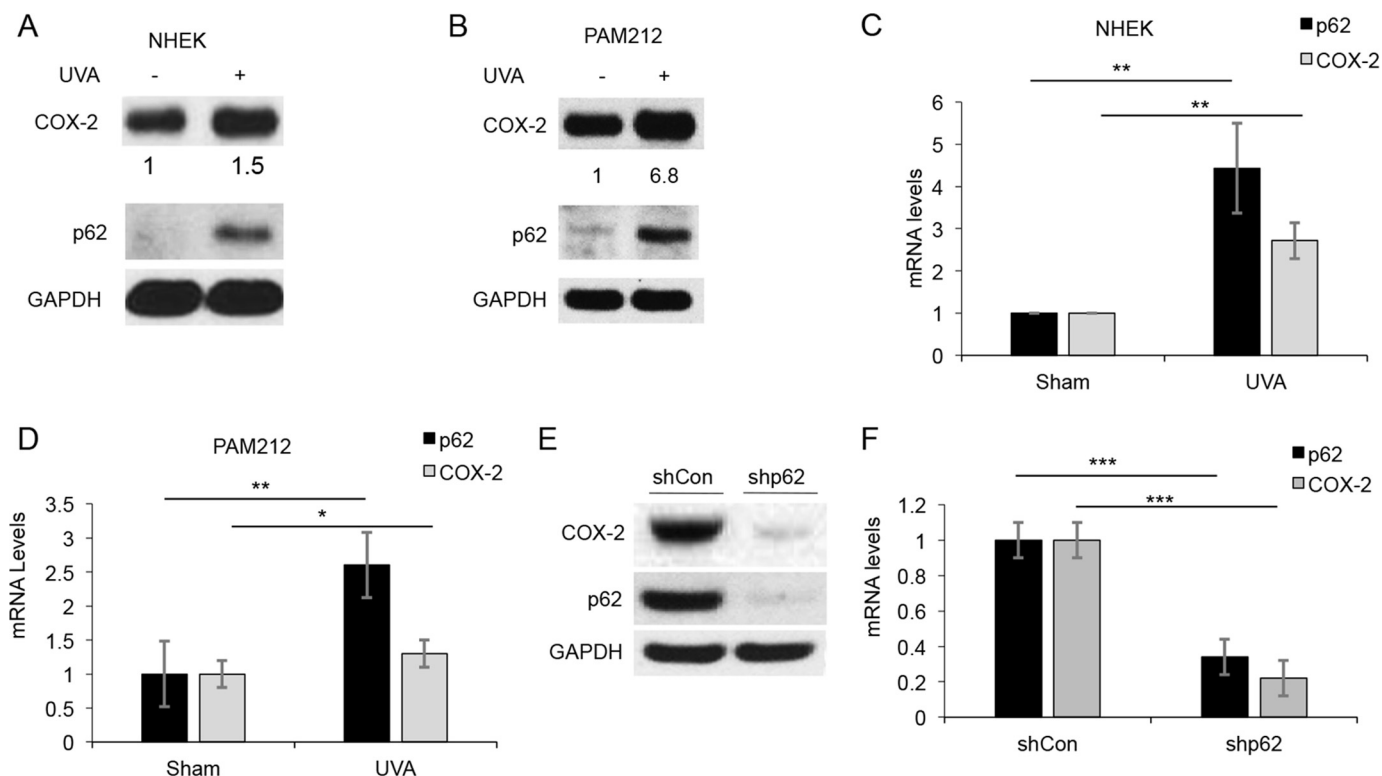 A
NHEK
UVA - +
COX-2
1 1.5
p62
GAPDH
B
PAM212
UVA - +
COX-2
1 6.8
p62
GAPDH
C
NHEK
p62
COX-2
**
**
mRNA levels
6
5
4
3
2
1
0
Sham UVA
D
PAM212
p62
COX-2
**
*
mRNA Levels
3.5
3
2.5
2
1.5
1
0.5
0
Sham UVA
E
shCon shp62
COX-2
p62
GAPDH
F
p62
COX-2
***
***
mRNA levels
1.2
1
0.8
0.6
0.4
0.2
0
shCon shp62